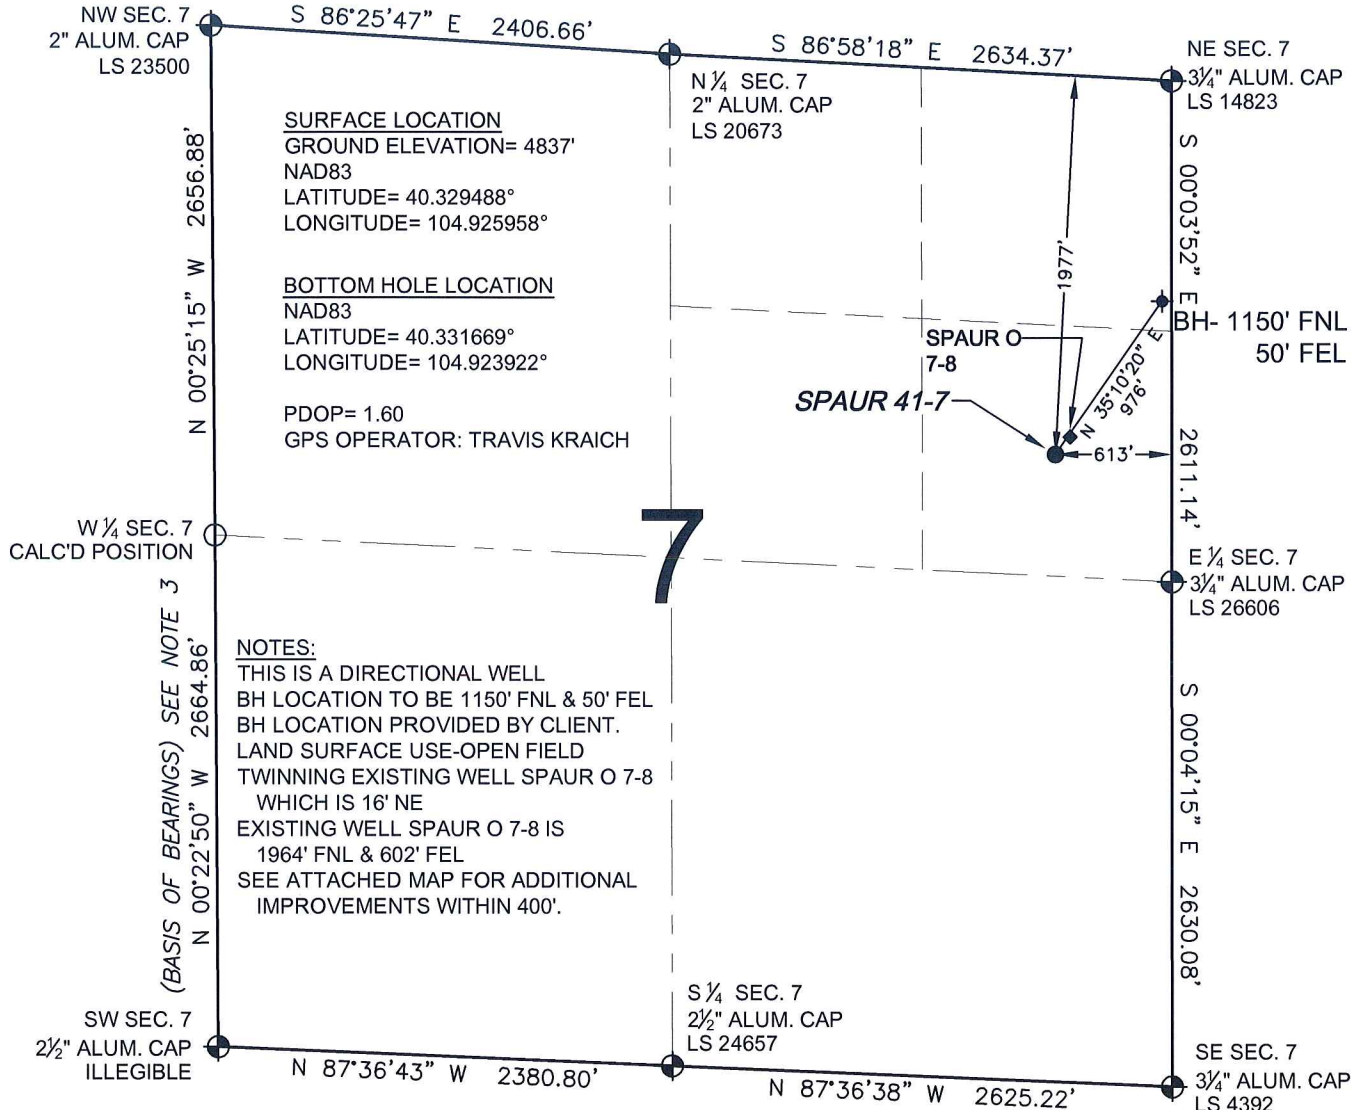 NW SEC. 7
2" ALUM. CAP
LS 23500
S 86°25'47" E 2406.66'
N ¼ SEC. 7
2" ALUM. CAP
LS 20673
S 86°58'18" E 2634.37'
NE SEC. 7
3¼" ALUM. CAP
LS 14823
SURFACE LOCATION
GROUND ELEVATION= 4837'
NAD83
LATITUDE= 40.329488°
LONGITUDE= 104.925958°
BOTTOM HOLE LOCATION
NAD83
LATITUDE= 40.331669°
LONGITUDE= 104.923922°
PDOP= 1.60
GPS OPERATOR: TRAVIS KRAICH
N 00°25'15" W 2656.88'
1977'
S 00°03'52" E 2611.14'
BH- 1150' FNL
50' FEL
SPAUR O
7-8
SPAUR 41-7
N 35°10'20" E
976'
613'
W ¼ SEC. 7
CALC'D POSITION
7
E ¼ SEC. 7
3¼" ALUM. CAP
LS 26606
(BASIS OF BEARINGS) SEE NOTE 3
N 00°22'50" W 2664.86'
NOTES:
THIS IS A DIRECTIONAL WELL
BH LOCATION TO BE 1150' FNL & 50' FEL
BH LOCATION PROVIDED BY CLIENT.
LAND SURFACE USE-OPEN FIELD
TWINNING EXISTING WELL SPAUR O 7-8
WHICH IS 16' NE
EXISTING WELL SPAUR O 7-8 IS
1964' FNL & 602' FEL
SEE ATTACHED MAP FOR ADDITIONAL
IMPROVEMENTS WITHIN 400'.
S 00°04'15" E 2630.08'
SW SEC. 7
2½" ALUM. CAP
ILLEGIBLE
N 87°36'43" W 2380.80'
S ¼ SEC. 7
2½" ALUM. CAP
LS 24657
N 87°36'38" W 2625.22'
SE SEC. 7
3¼" ALUM. CAP
LS 4392